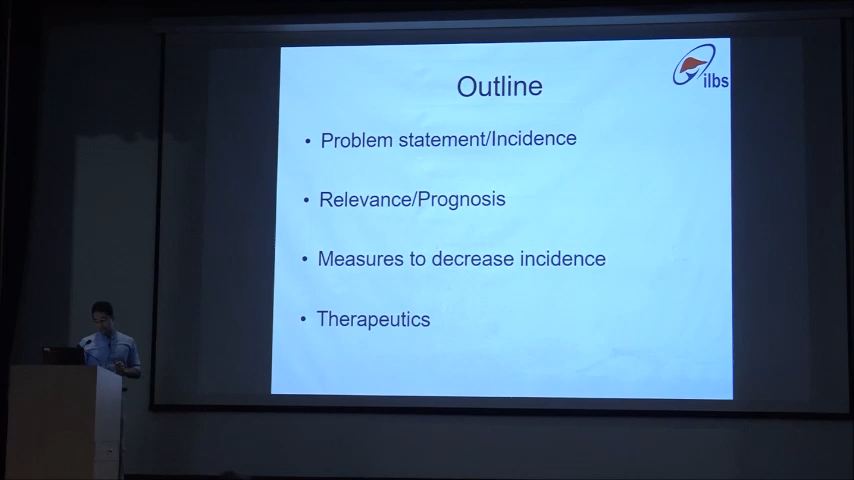 Outline
ilbs
• Problem statement/Incidence
• Relevance/Prognosis
• Measures to decrease incidence
• Therapeutics